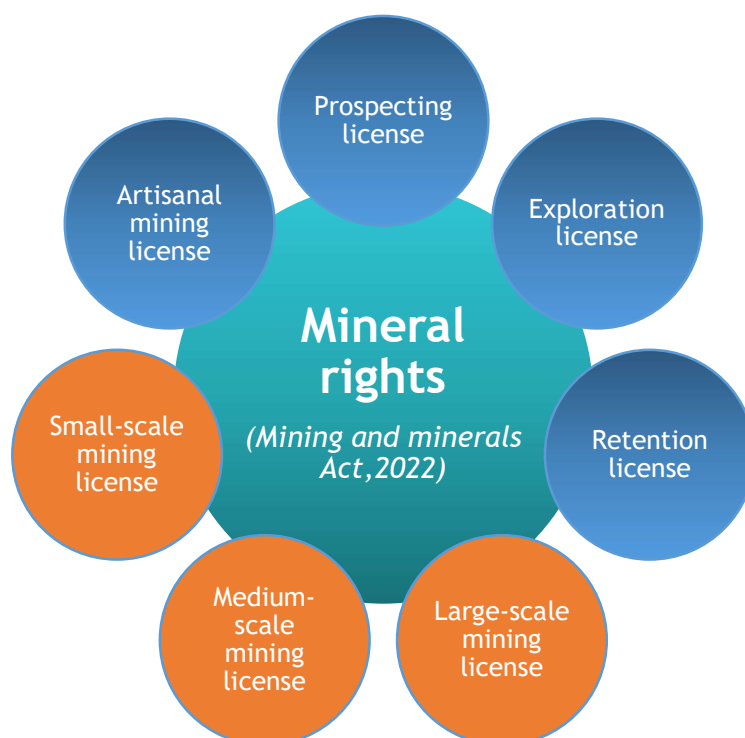 Prospecting
license
Exploration
license
Retention
license
Large-scale
mining
license
Medium-
scale
mining
license
Small-scale
mining
license
Artisanal
mining
license
Mineral
rights
(Mining and minerals
Act,2022)